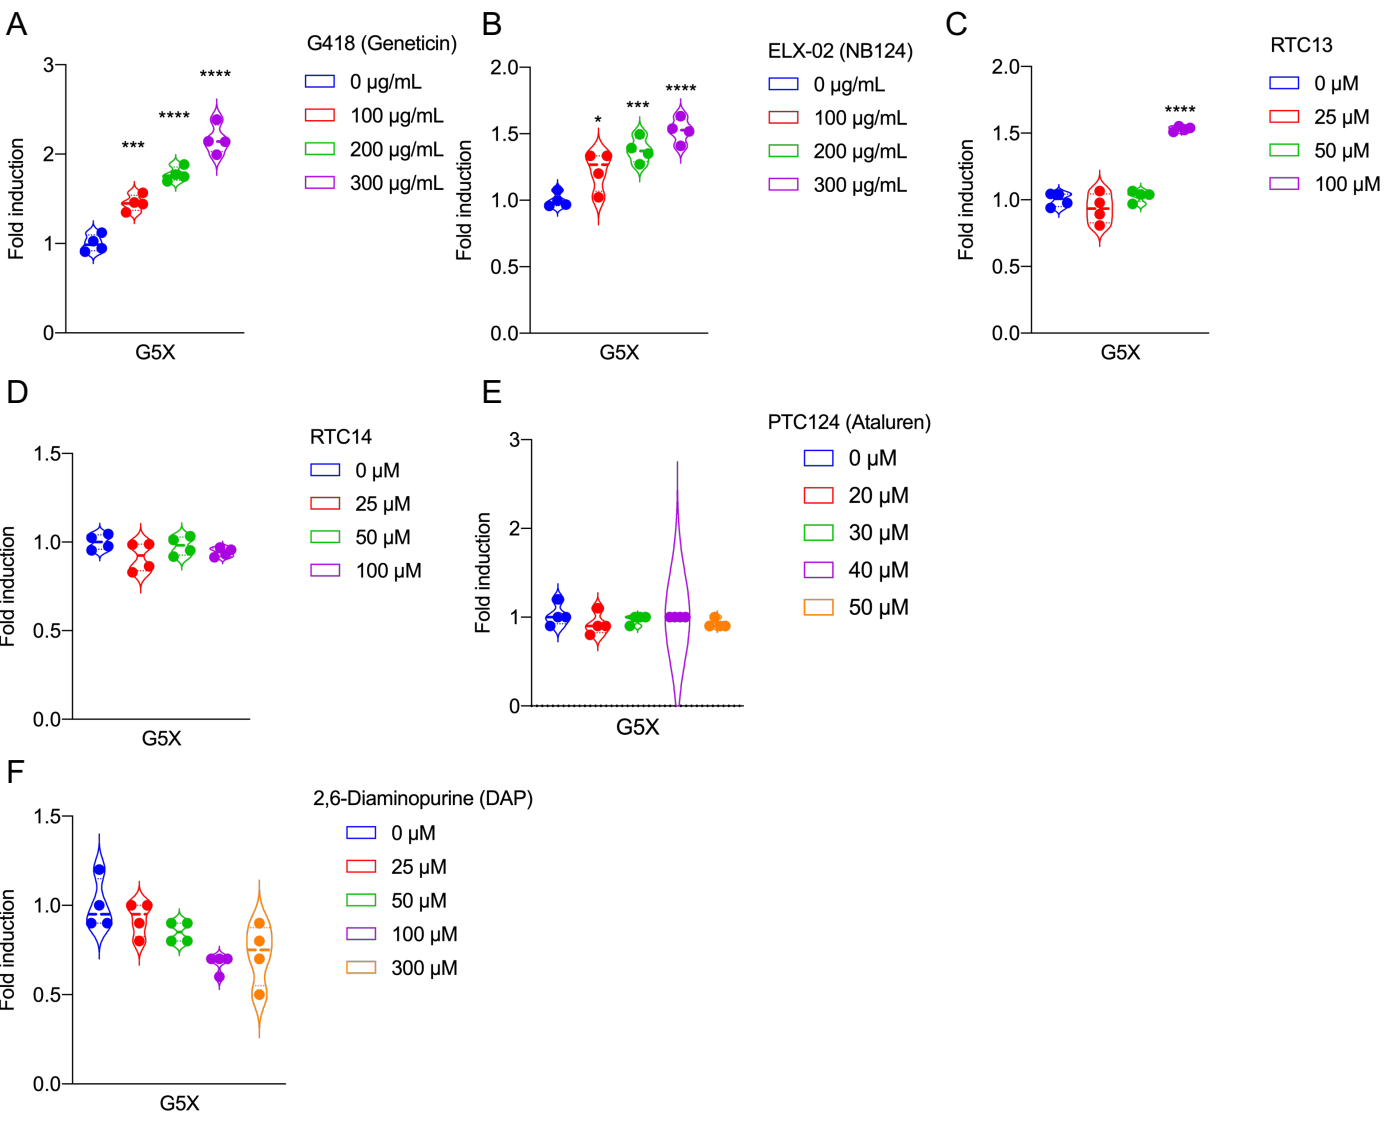 A
G418 (Geneticin)
0 µg/mL
100 µg/mL
200 µg/mL
300 µg/mL
Fold induction
3
2
1
0
***
****
****
G5X
B
ELX-02 (NB124)
0 µg/mL
100 µg/mL
200 µg/mL
300 µg/mL
Fold induction
2.0
1.5
1.0
0.5
0.0
*
***
****
G5X
C
RTC13
0 µM
25 µM
50 µM
100 µM
Fold induction
2.0
1.5
1.0
0.5
0.0
****
G5X
D
RTC14
0 µM
25 µM
50 µM
100 µM
Fold induction
1.5
1.0
0.5
0.0
G5X
E
PTC124 (Ataluren)
0 µM
20 µM
30 µM
40 µM
50 µM
Fold induction
3
2
1
0
G5X
F
2,6-Diaminopurine (DAP)
0 µM
25 µM
50 µM
100 µM
300 µM
Fold induction
1.5
1.0
0.5
0.0
G5X